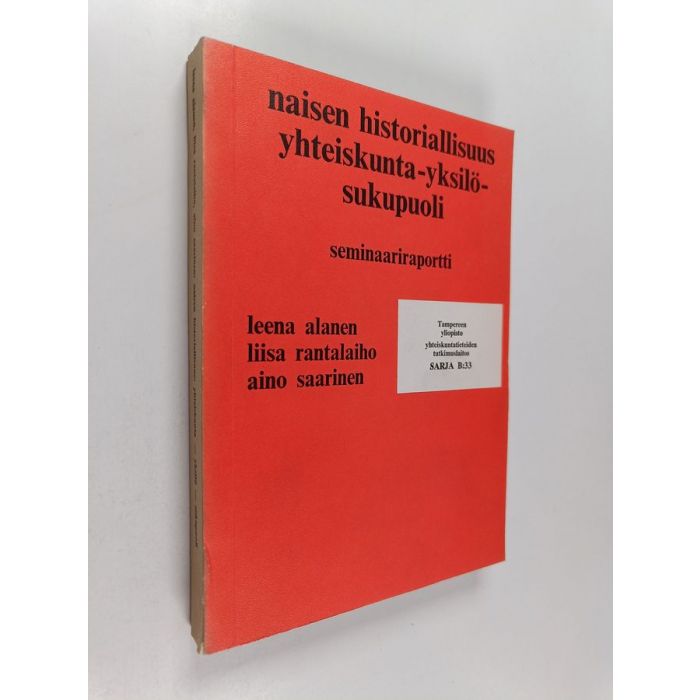 naisen historiallisuus
yhteiskunta-yksilö-
sukupuoli
seminaariraportti
leena alanen
liisa rantalaiho
aino saarinen
Tampereen
yliopisto
yhteiskuntatieteiden
tutkimuslaitos
SARJA B:33